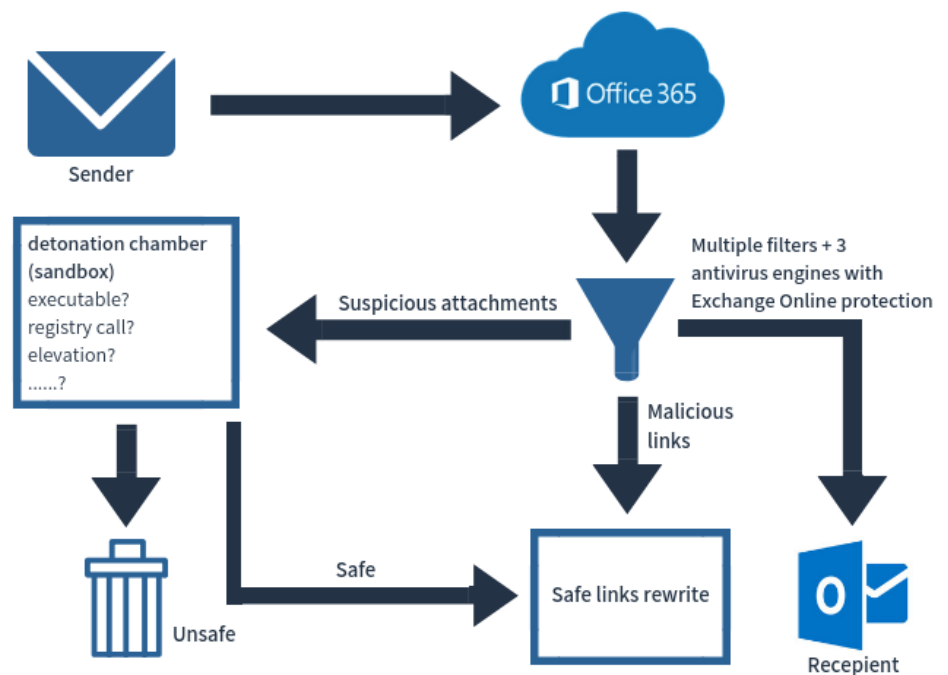 Office 365
Sender
detonation chamber
(sandbox)
executable?
registry call?
elevation?
......?
Suspicious attachments
Multiple filters + 3
antivirus engines with
Exchange Online protection
Malicious
links
Safe
Safe links rewrite
Unsafe
O
Recepient